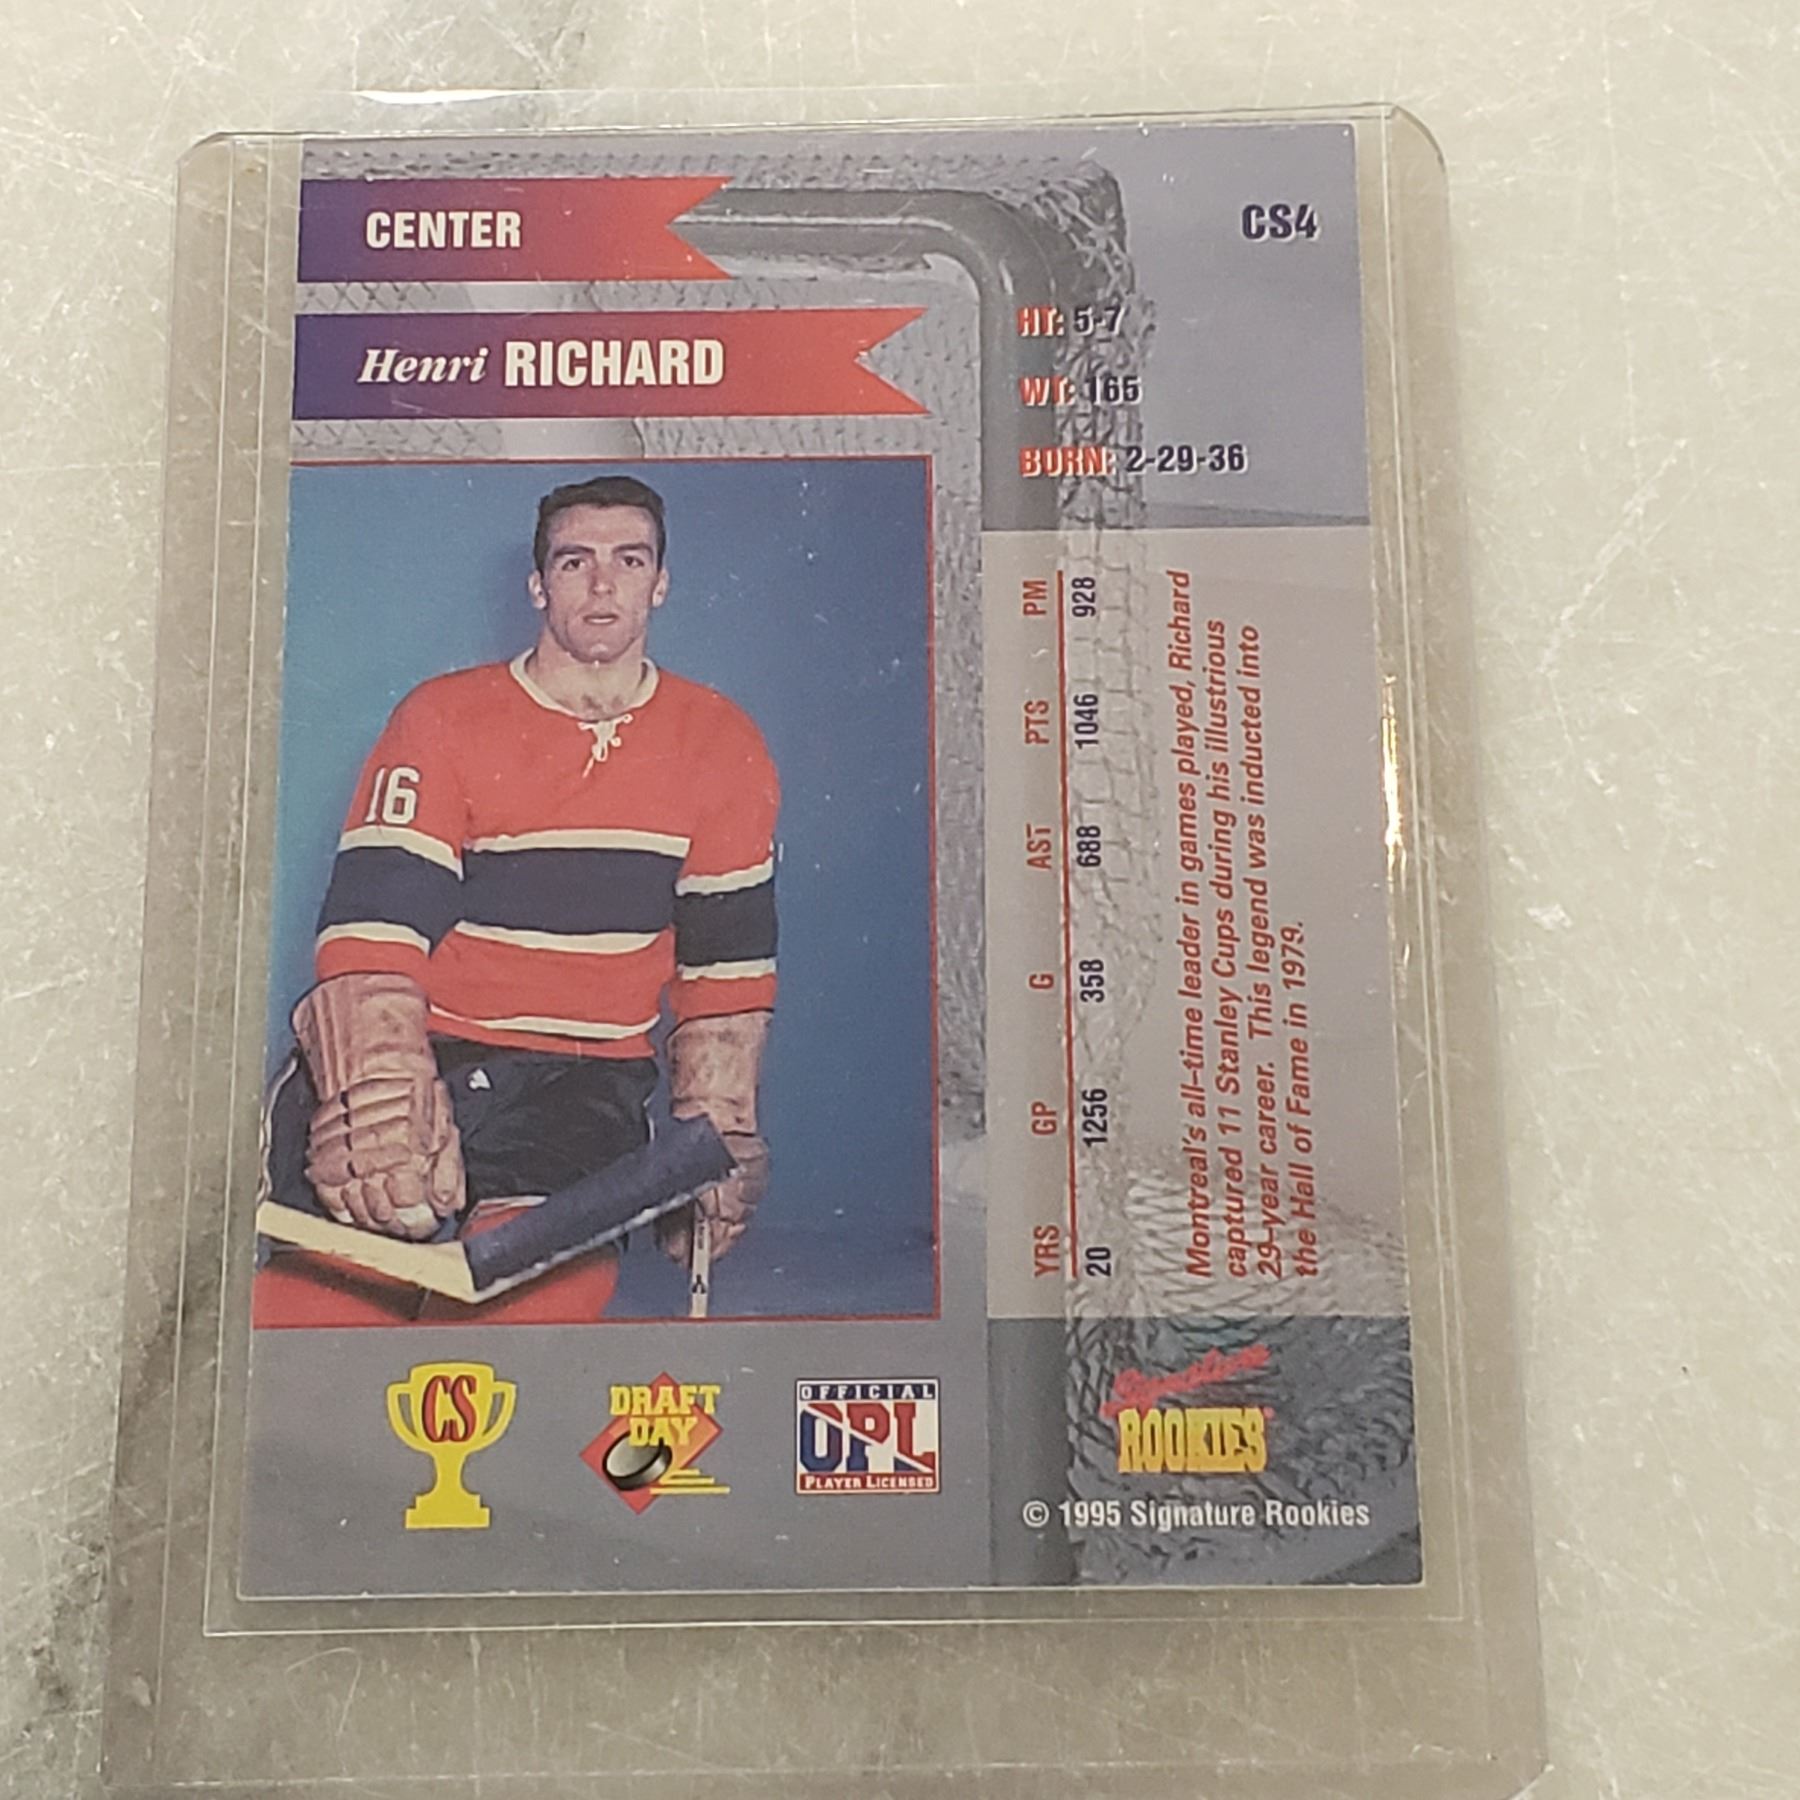 CENTER
CS4
Henri RICHARD
HT: 5-7
WT: 165
BORN: 2-29-36
16
YRS GP G AST PTS PM
20 1256 358 688 1046 928
Montreal's all-time leader in games played, Richard
captured 11 Stanley Cups during his illustrious
29-year career. This legend was inducted into
the Hall of Fame in 1979.
CS
DRAFT
DAY
OFFICIAL
OPL
PLAYER LICENSED
Signature
ROOKIES
© 1995 Signature Rookies